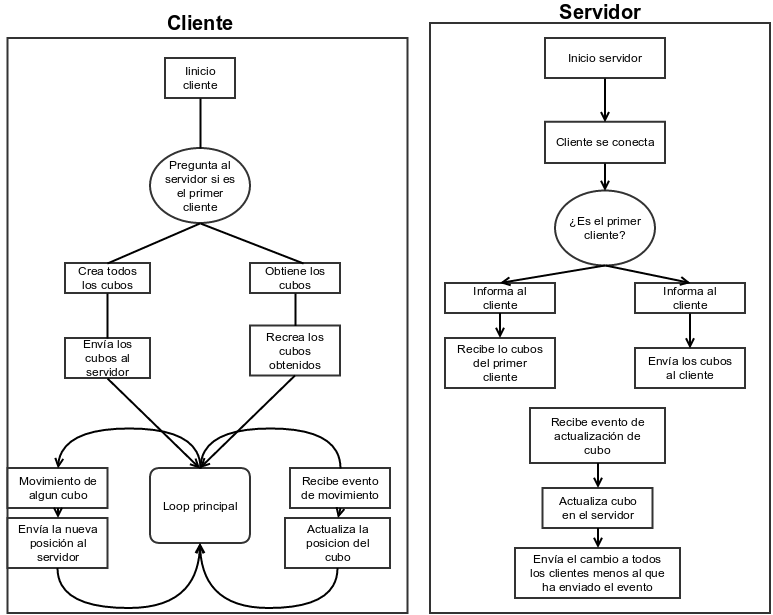 Cliente
Iinicio
cliente
Pregunta al
servidor si es
el primer
cliente
Crea todos
los cubos
Obtiene los
cubos
Envía los
cubos al
servidor
Recrea los
cubos
obtenidos
Movimiento de
algun cubo
Loop principal
Recibe evento
de movimiento
Envía la nueva
posición al
servidor
Actualiza la
posicion del
cubo
Servidor
Inicio servidor
Cliente se conecta
¿Es el primer
cliente?
Informa al
cliente
Informa al
cliente
Recibe lo cubos
del primer
cliente
Envía los cubos
al cliente
Recibe evento de
actualización de
cubo
Actualiza cubo
en el servidor
Envía el cambio a todos
los clientes menos al que
ha enviado el evento